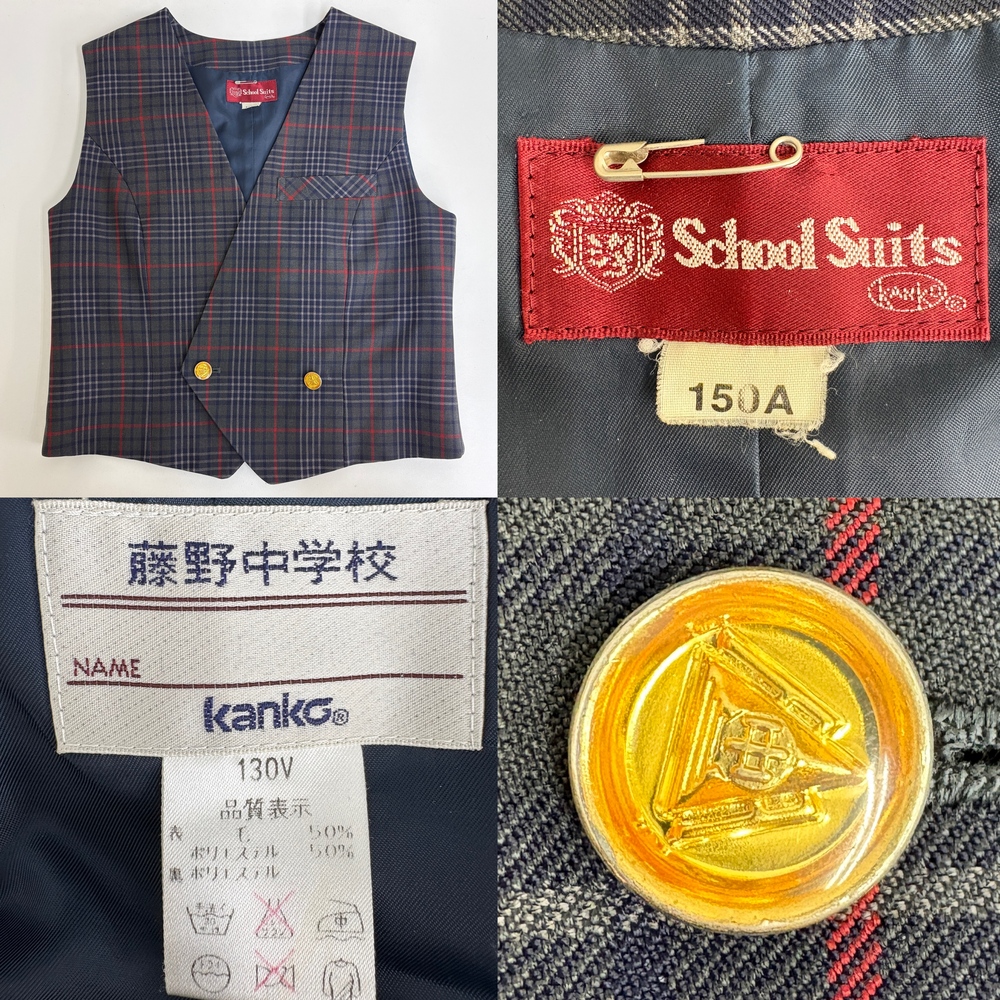 School Suits
School Suits
KANKO®
150A
藤野中学校
NAME
kanko®
130V
品質表示
表 毛 50%
ポリエステル 50%
裏 ポリエステル
中